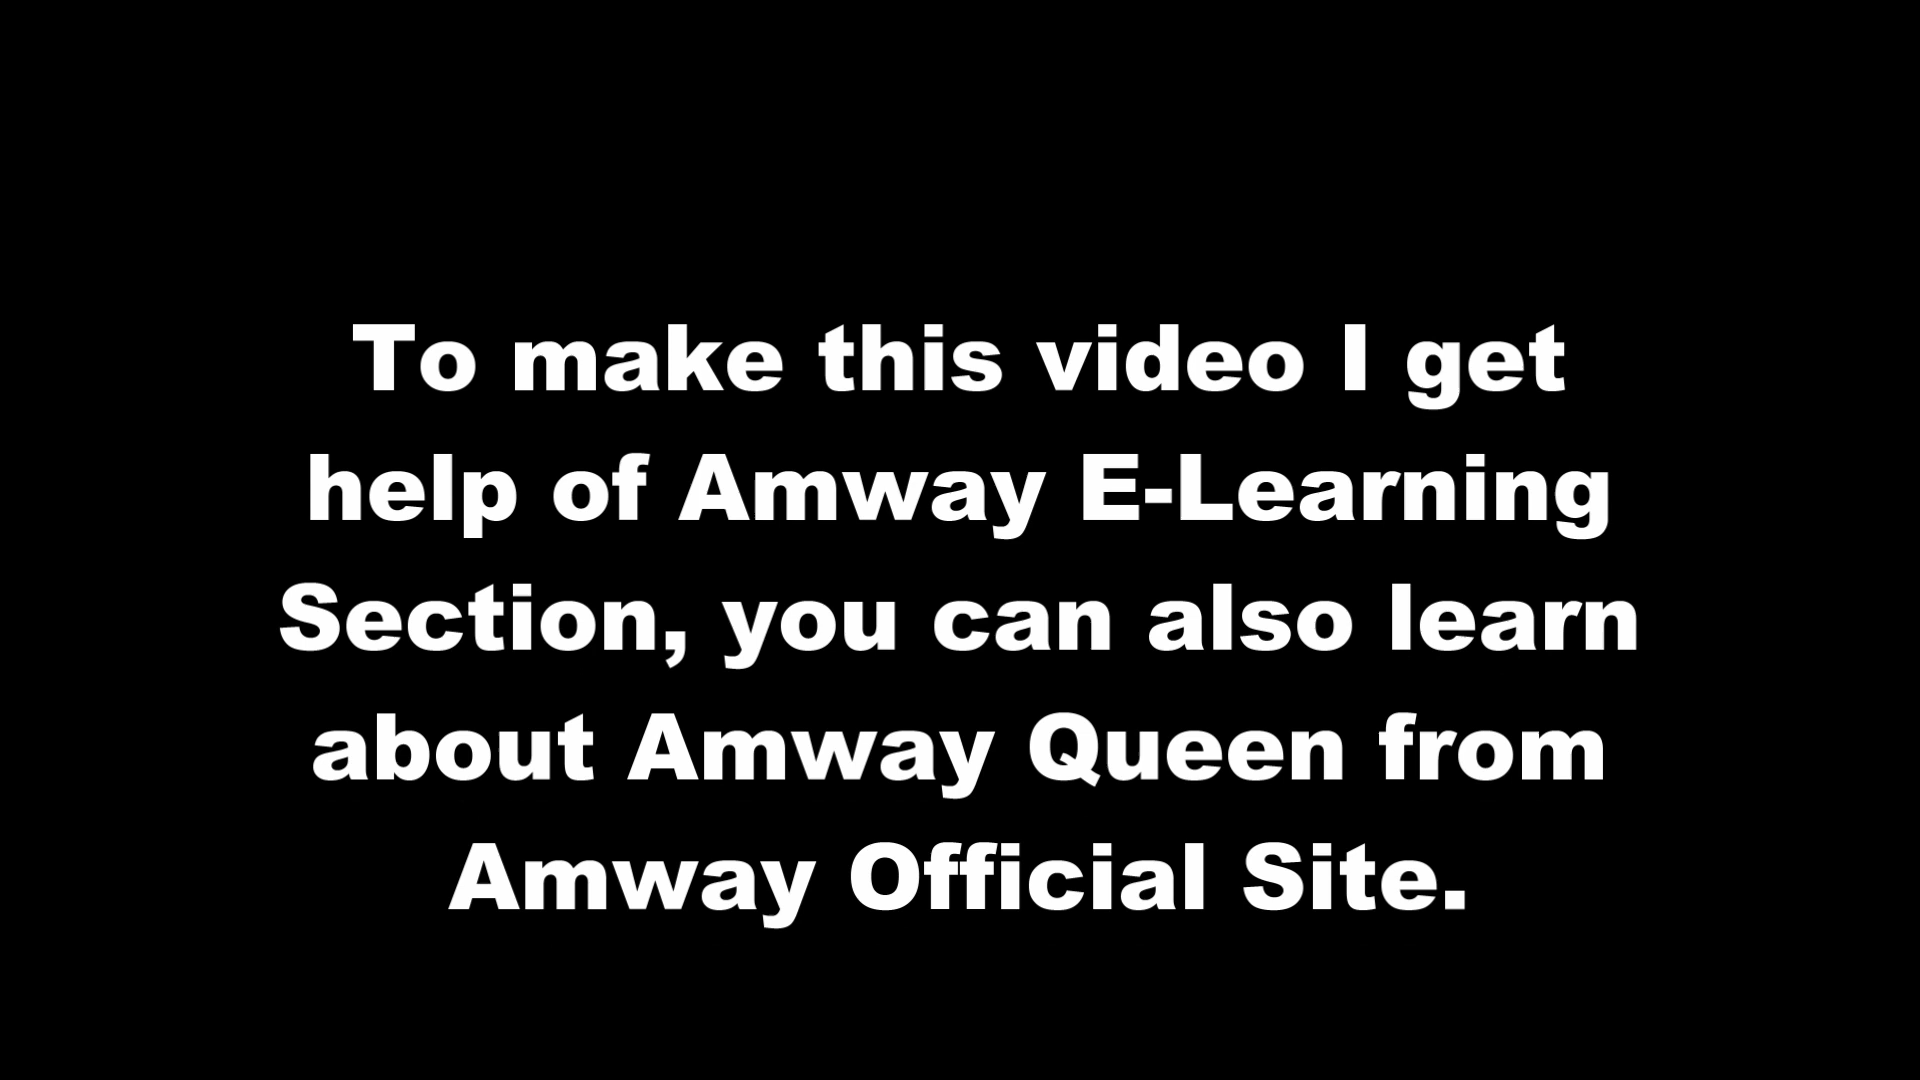 To make this video I get
help of Amway E-Learning
Section, you can also learn
about Amway Queen from
Amway Official Site.